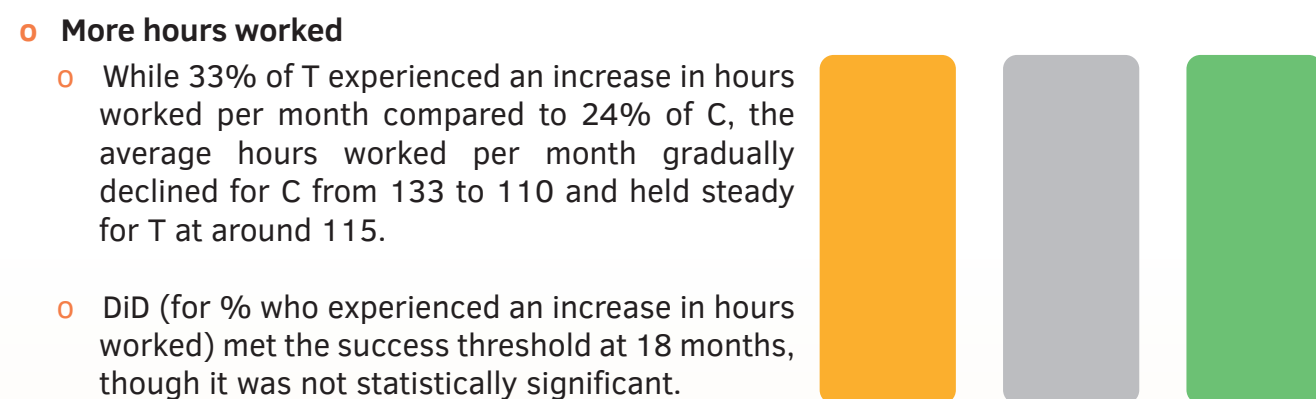 o More hours worked
o While 33% of T experienced an increase in hours
worked per month compared to 24% of C, the
average hours worked per month gradually
declined for C from 133 to 110 and held steady
for T at around 115.
o DiD (for % who experienced an increase in hours
worked) met the success threshold at 18 months,
though it was not statistically significant.